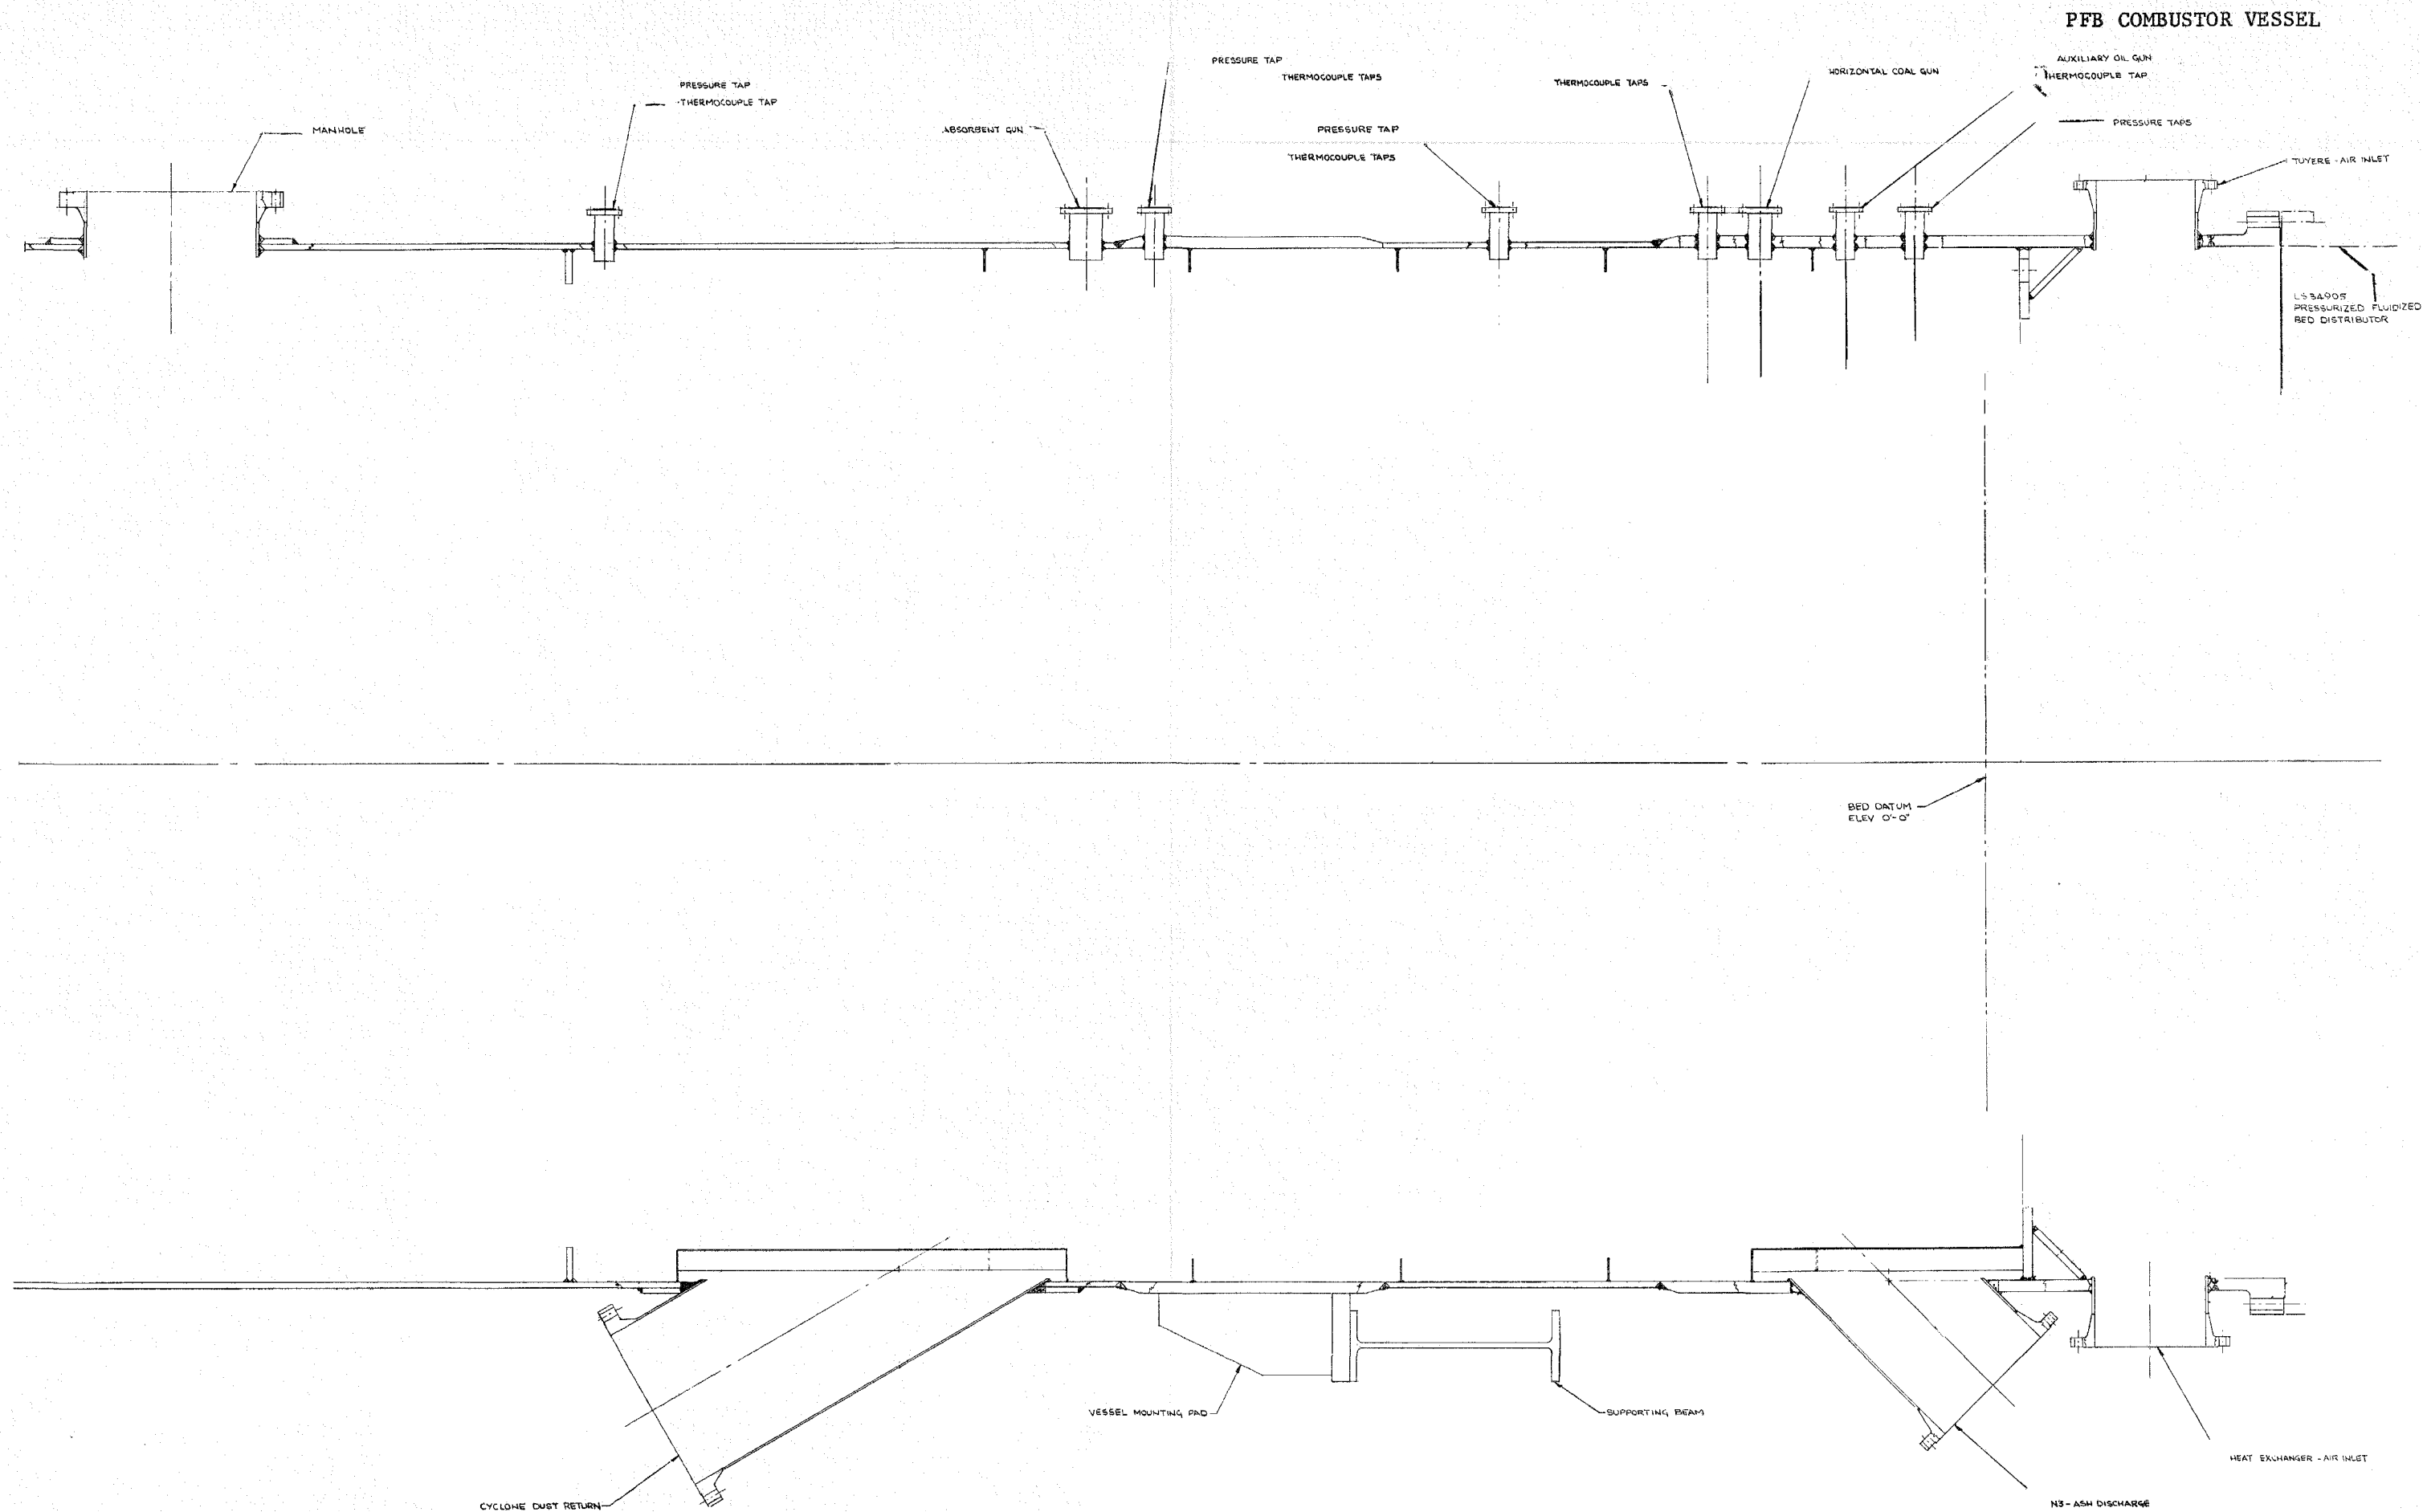 PFB COMBUSTOR VESSEL
PRESSURE TAP
THERMOCOUPLE TAP
MANHOLE
ABSORBENT GUN
PRESSURE TAP
THERMOCOUPLE TAPS
PRESSURE TAP
THERMOCOUPLE TAPS
THERMOCOUPLE TAPS
HORIZONTAL COAL GUN
AUXILIARY OIL GUN
THERMOCOUPLE TAP
PRESSURE TAPS
TUYERE - AIR INLET
LS34905
PRESSURIZED FLUIDIZED
BED DISTRIBUTOR
BED DATUM
ELEV 0'-0"
VESSEL MOUNTING PAD
SUPPORTING BEAM
CYCLONE DUST RETURN
HEAT EXCHANGER - AIR INLET
N3 - ASH DISCHARGE